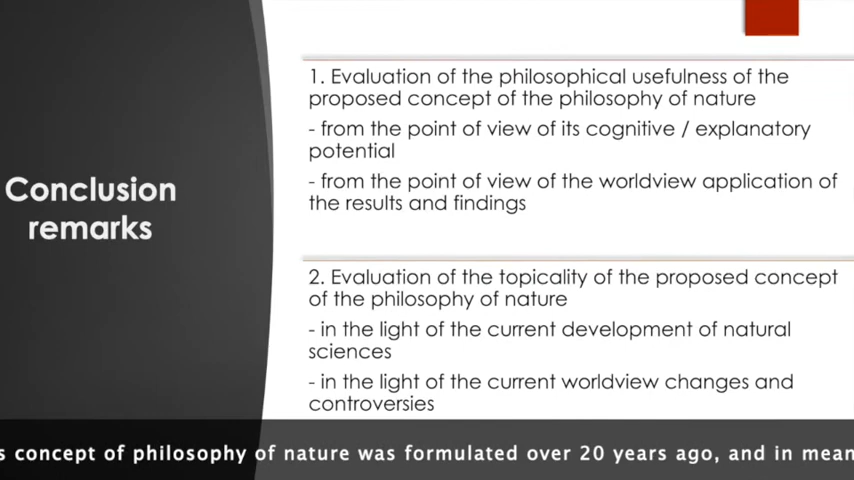 Conclusion
remarks
1. Evaluation of the philosophical usefulness of the
proposed concept of the philosophy of nature
- from the point of view of its cognitive / explanatory
potential
- from the point of view of the worldview application of
the results and findings
2. Evaluation of the topicality of the proposed concept
of the philosophy of nature
- in the light of the current development of natural
sciences
- in the light of the current worldview changes and
controversies
concept of philosophy of nature was formulated over 20 years ago, and in